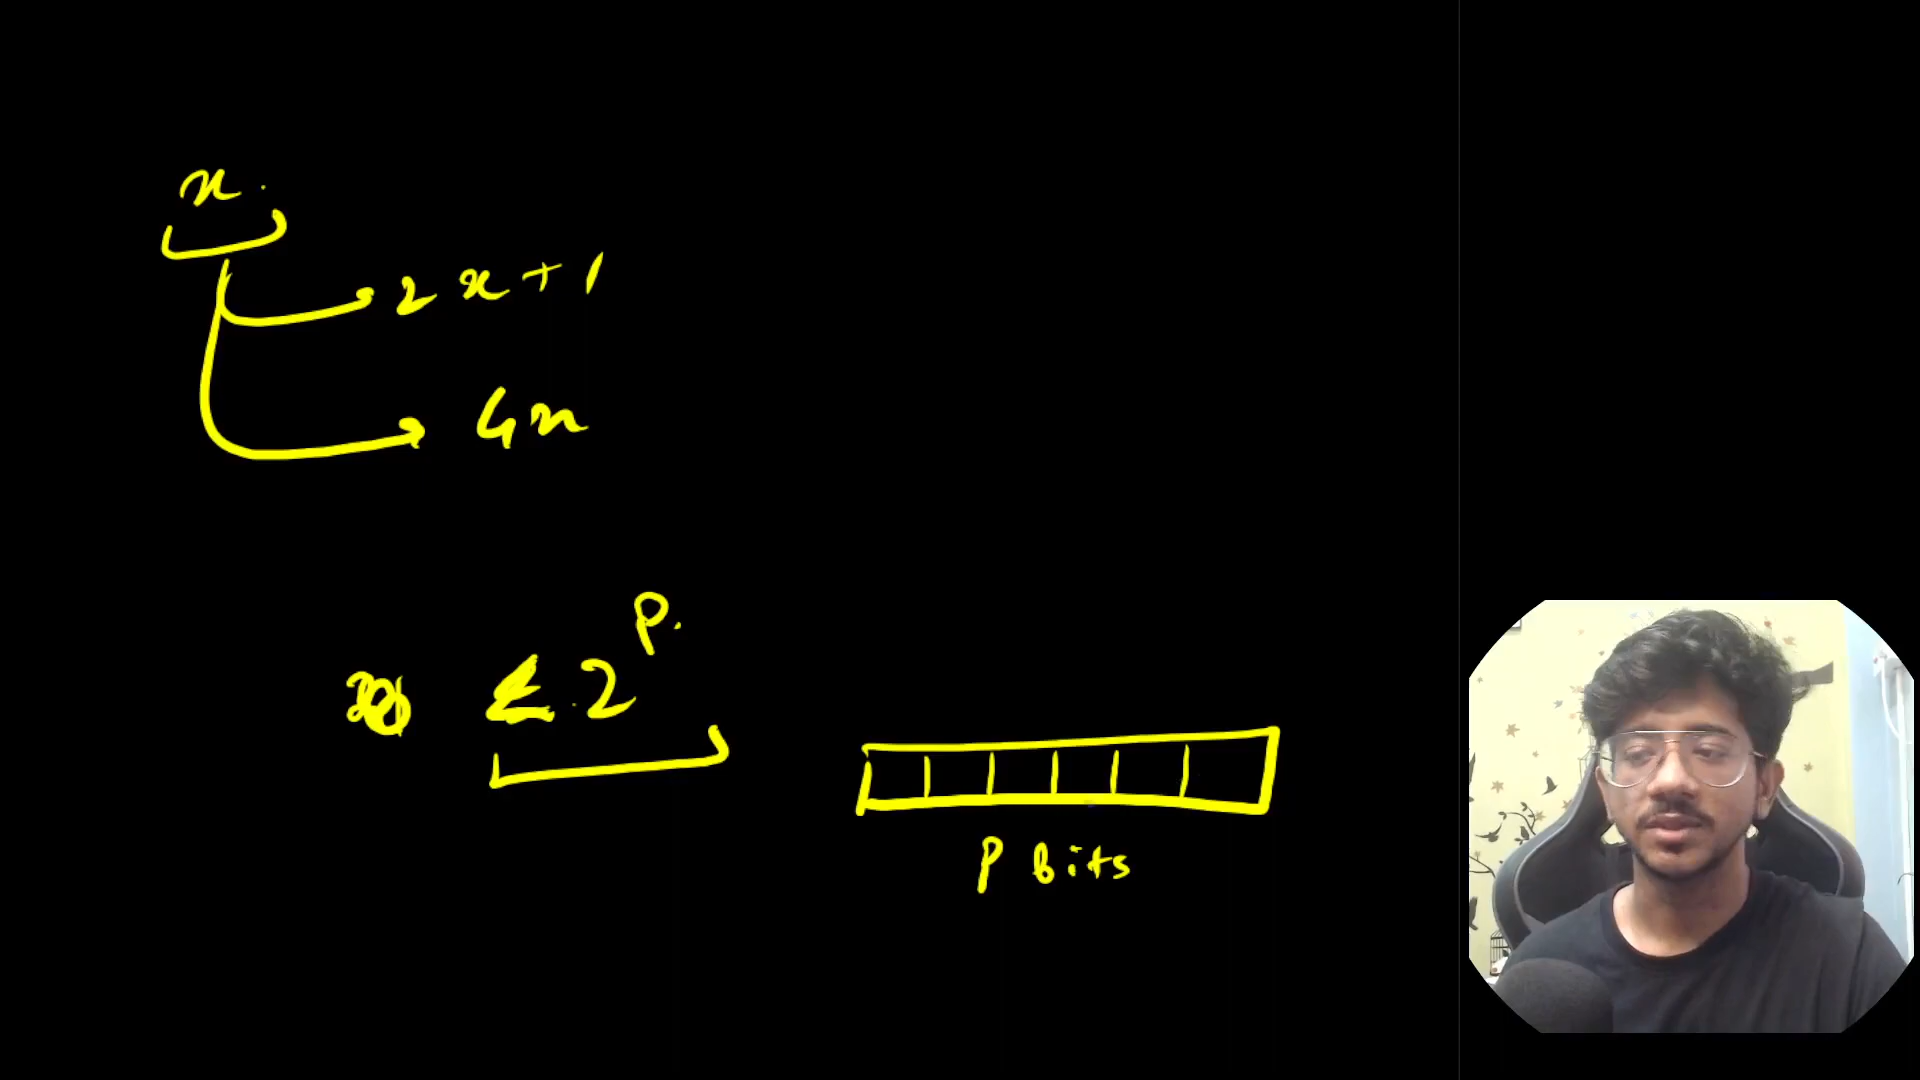 x.
2x+1
4x
< 2^p.
p bits